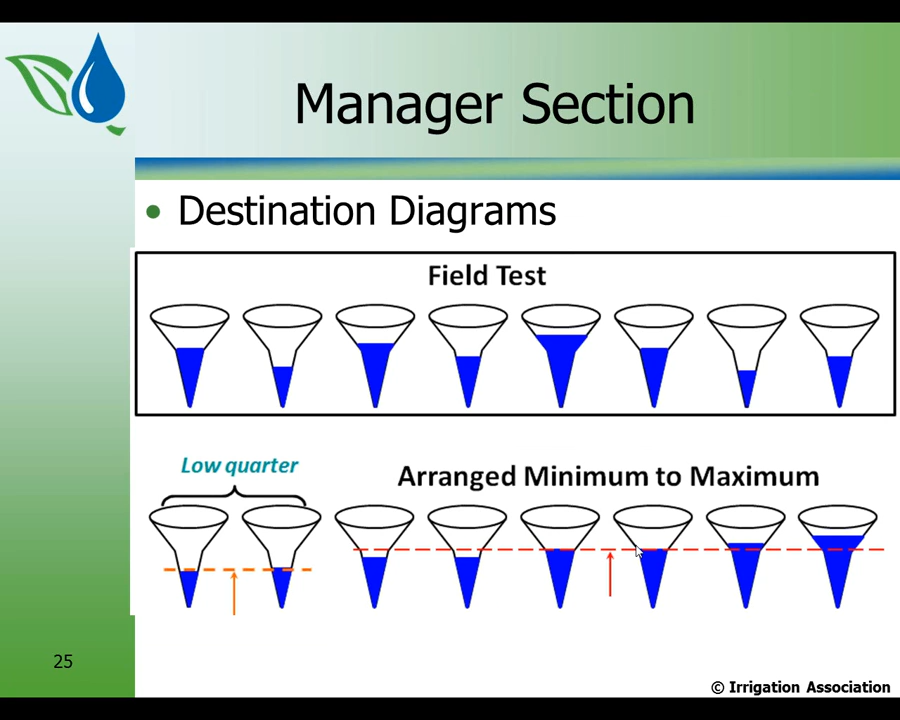 Manager Section
• Destination Diagrams
Field Test
Low quarter
Arranged Minimum to Maximum
25
© Irrigation Association